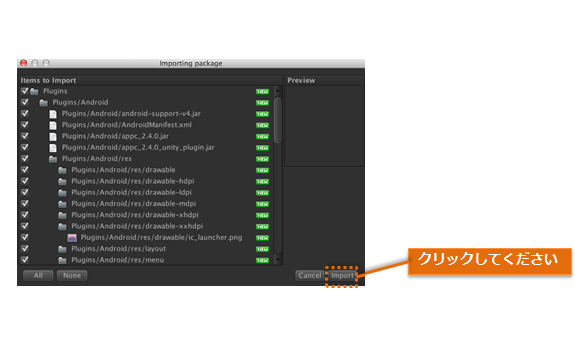 Importing package
Items to Import
Preview
Plugins NEW
Plugins/Android NEW
Plugins/Android/android-support-v4.jar NEW
Plugins/Android/AndroidManifest.xml NEW
Plugins/Android/appc_2.4.0.jar NEW
Plugins/Android/appc_2.4.0_unity_plugin.jar NEW
Plugins/Android/res NEW
Plugins/Android/res/drawable NEW
Plugins/Android/res/drawable-hdpi NEW
Plugins/Android/res/drawable-ldpi NEW
Plugins/Android/res/drawable-mdpi NEW
Plugins/Android/res/drawable-xhdpi NEW
Plugins/Android/res/drawable-xxhdpi NEW
Plugins/Android/res/drawable/ic_launcher.png NEW
Plugins/Android/res/layout NEW
Plugins/Android/res/menu NEW
All None Cancel Import
クリックしてください